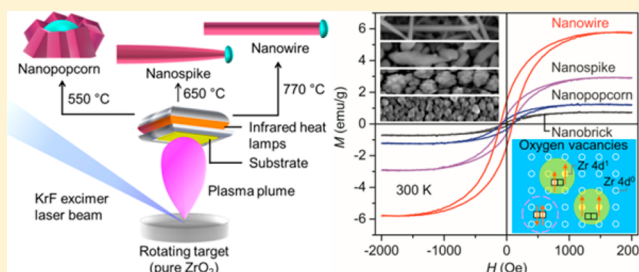 Nanopopcorn
Nanospike
Nanowire
550 °C
650 °C
770 °C
Infrared heat
lamps
Substrate
Plasma plume
KrF excimer
laser beam
Rotating target
(pure ZrO₂)
M (emu/g)
6
4
2
0
-2
-4
-6
Nanowire
Nanospike
Nanopopcorn
Nanobrick
300 K
Oxygen vacancies
Zr 4d¹
Zr 4d⁰
-2000
-1000
0
1000
2000
H (Oe)